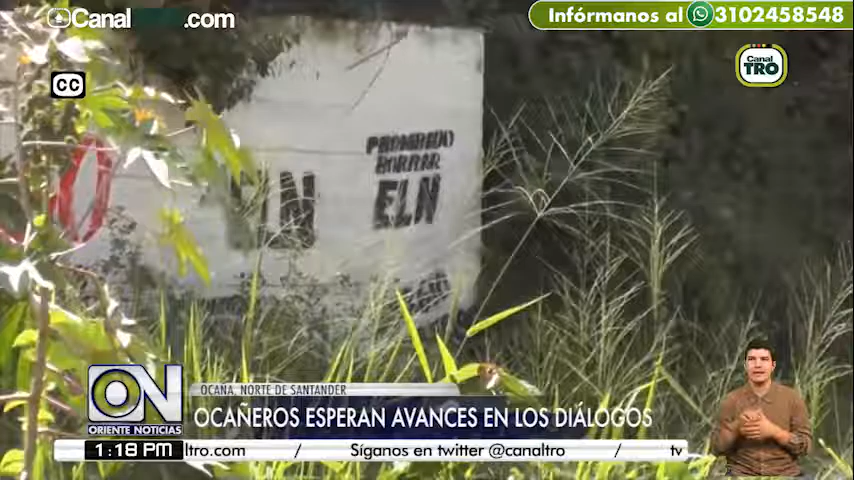 Canal .com
Infórmanos al 3102458548
Canal
TRO
CC
PROHIBIDO
BORRAR
ELN
ELN
OCAÑA, NORTE DE SANTANDER
OCAÑEROS ESPERAN AVANCES EN LOS DIÁLOGOS
ON
ORIENTE NOTICIAS
1:18 PM
ltro.com / Síganos en twitter @canaltro / tv